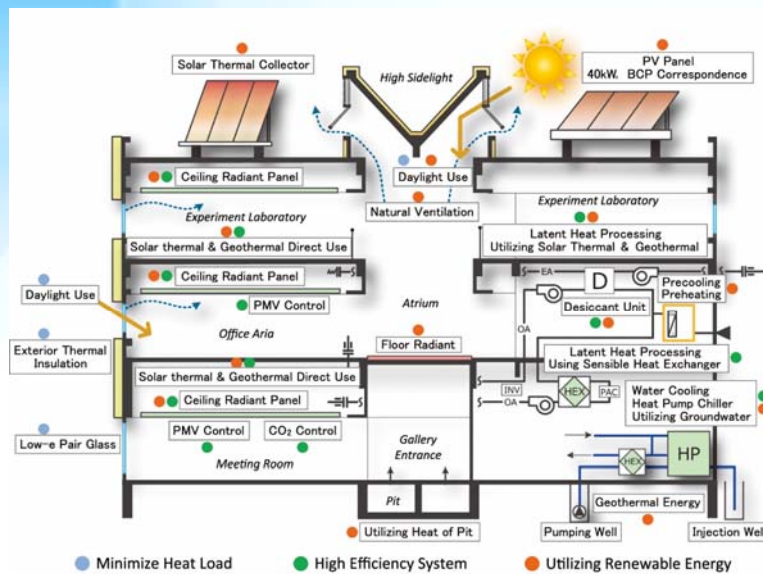 Solar Thermal Collector
High Sidelight
PV Panel
40kW, BCP Correspondence
Ceiling Radiant Panel
Daylight Use
Experiment Laboratory
Natural Ventilation
Experiment Laboratory
Solar thermal & Geothermal Direct Use
Latent Heat Processing
Utilizing Solar Thermal & Geothermal
Ceiling Radiant Panel
EA
D
Precooling
Preheating
Daylight Use
PMV Control
Atrium
OA
Desiccant Unit
Office Aria
Floor Radiant
Exterior Thermal
Insulation
Latent Heat Processing
Using Sensible Heat Exchanger
Solar thermal & Geothermal Direct Use
Ceiling Radiant Panel
INV
OA
HEX
PAC
Water Cooling
Heat Pump Chiller
Utilizing Groundwater
PMV Control
CO₂ Control
Low-e Pair Glass
Gallery
Entrance
Meeting Room
HEX
HP
Pit
Geothermal Energy
Utilizing Heat of Pit
Pumping Well
Injection Well
Minimize Heat Load
High Efficiency System
Utilizing Renewable Energy